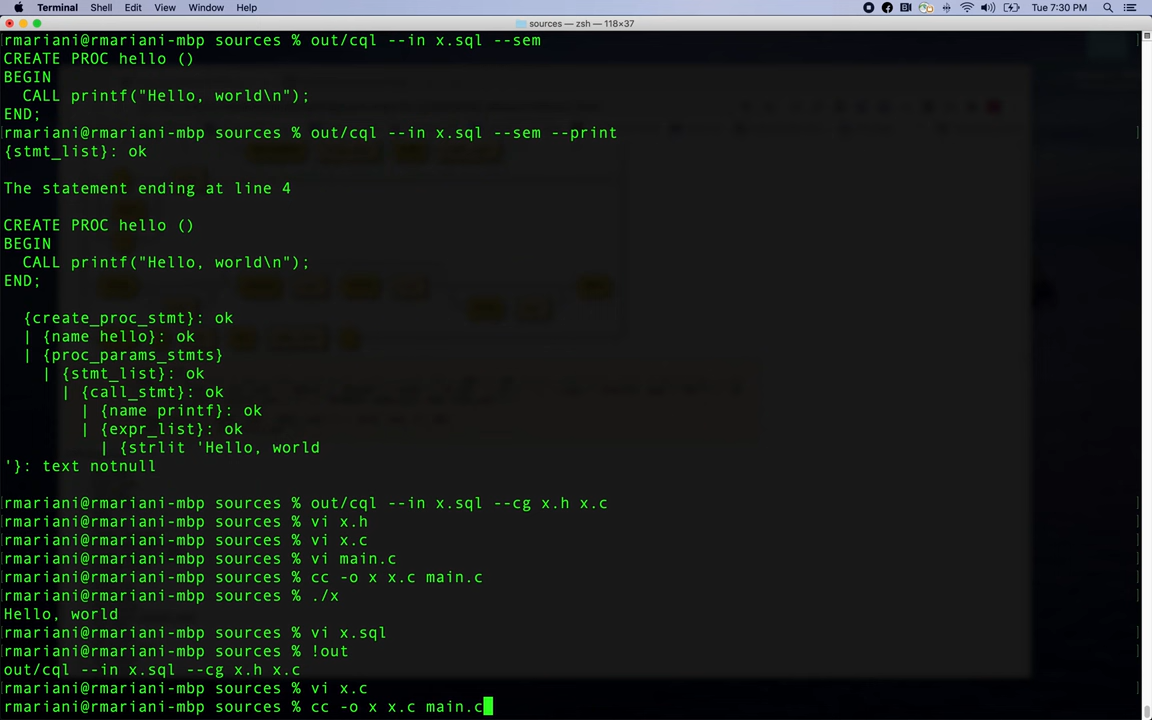 Terminal Shell Edit View Window Help Tue 7:30 PM
sources — zsh — 118×37
rmariani@rmariani-mbp sources % out/cql --in x.sql --sem
CREATE PROC hello ()
BEGIN
  CALL printf("Hello, world\n");
END;
rmariani@rmariani-mbp sources % out/cql --in x.sql --sem --print
{stmt_list}: ok
The statement ending at line 4
CREATE PROC hello ()
BEGIN
  CALL printf("Hello, world\n");
END;
  {create_proc_stmt}: ok
  | {name hello}: ok
  | {proc_params_stmts}
    | {stmt_list}: ok
      | {call_stmt}: ok
        | {name printf}: ok
        | {expr_list}: ok
          | {strlit 'Hello, world
'}: text notnull
rmariani@rmariani-mbp sources % out/cql --in x.sql --cg x.h x.c
rmariani@rmariani-mbp sources % vi x.h
rmariani@rmariani-mbp sources % vi x.c
rmariani@rmariani-mbp sources % vi main.c
rmariani@rmariani-mbp sources % cc -o x x.c main.c
rmariani@rmariani-mbp sources % ./x
Hello, world
rmariani@rmariani-mbp sources % vi x.sql
rmariani@rmariani-mbp sources % !out
out/cql --in x.sql --cg x.h x.c
rmariani@rmariani-mbp sources % vi x.c
rmariani@rmariani-mbp sources % cc -o x x.c main.c